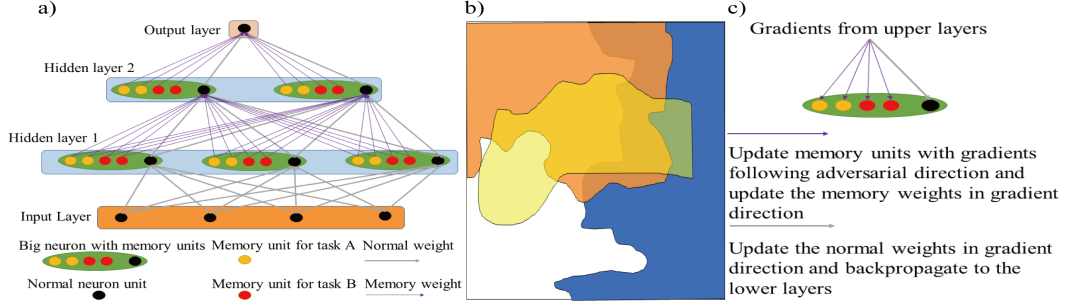 a)
Output layer
Hidden layer 2
Hidden layer 1
Input Layer
Big neuron with memory units
Memory unit for task A
Normal weight
Normal neuron unit
Memory unit for task B
Memory weight
b)
c)
Gradients from upper layers
Update memory units with gradients
following adversarial direction and
update the memory weights in gradient
direction
Update the normal weights in gradient
direction and backpropagate to the
lower layers